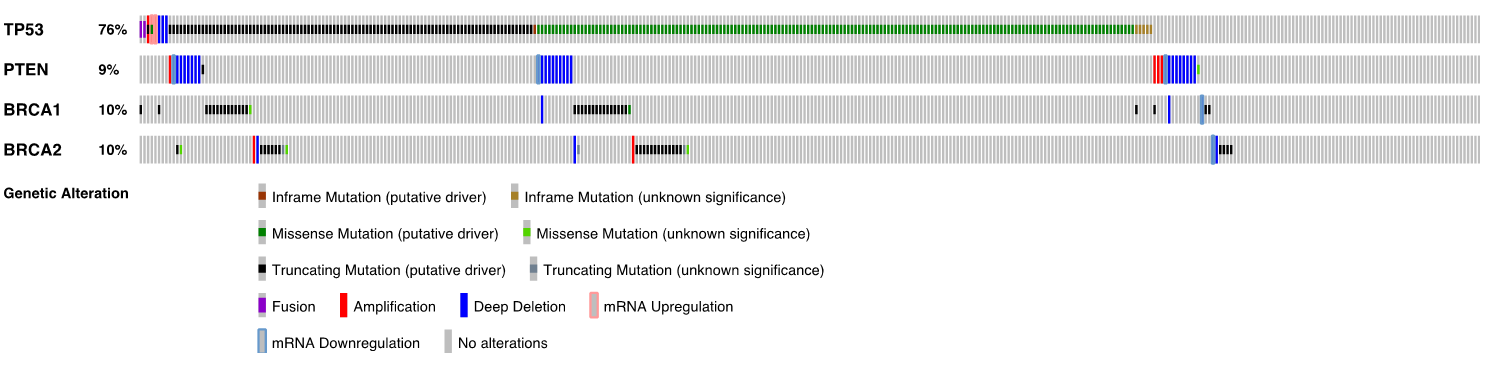 TP53 76%
PTEN 9%
BRCA1 10%
BRCA2 10%
Genetic Alteration
Inframe Mutation (putative driver) Inframe Mutation (unknown significance)
Missense Mutation (putative driver) Missense Mutation (unknown significance)
Truncating Mutation (putative driver) Truncating Mutation (unknown significance)
Fusion Amplification Deep Deletion mRNA Upregulation
mRNA Downregulation No alterations